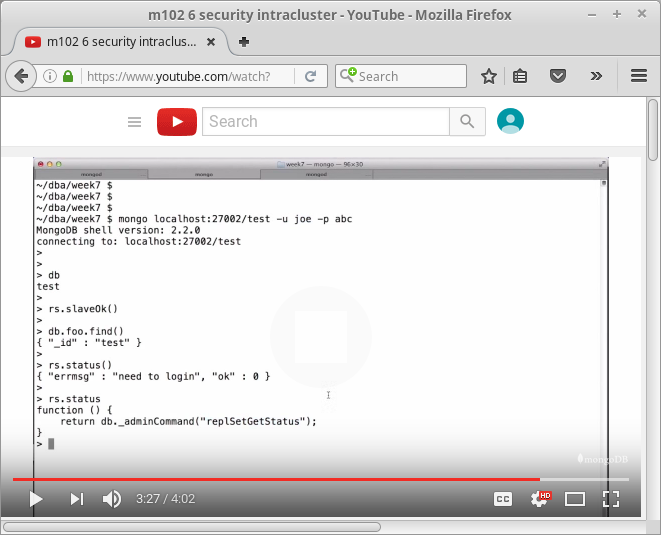 m102 6 security intracluster - YouTube - Mozilla Firefox
m102 6 security intraclus...
https://www.youtube.com/watch?
Search
Search
week7 — mongo — 96×30
mongod
mongo
mongod
~/dba/week7 $
~/dba/week7 $
~/dba/week7 $
~/dba/week7 $ mongo localhost:27002/test -u joe -p abc
MongoDB shell version: 2.2.0
connecting to: localhost:27002/test
>
>
> db
test
>
> rs.slaveOk()
>
> db.foo.find()
{ "_id" : "test" }
>
> rs.status()
{ "errmsg" : "need to login", "ok" : 0 }
>
> rs.status
function () {
    return db._adminCommand("replSetGetStatus");
}
>
mongoDB
3:27 / 4:02
CC
HD